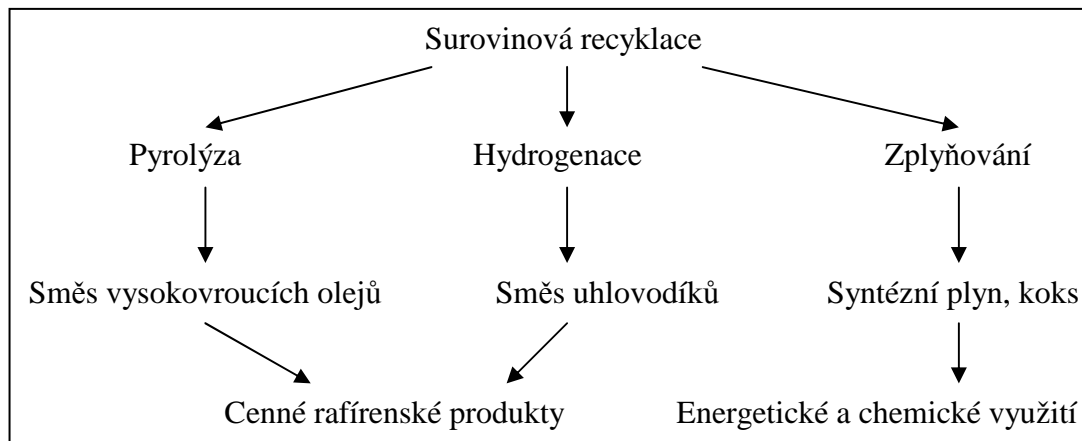 Surovinová recyklace
Pyrolýza
Hydrogenace
Zplyňování
Směs vysokovroucích olejů
Směs uhlovodíků
Syntézní plyn, koks
Cenné rafírenské produkty
Energetické a chemické využití